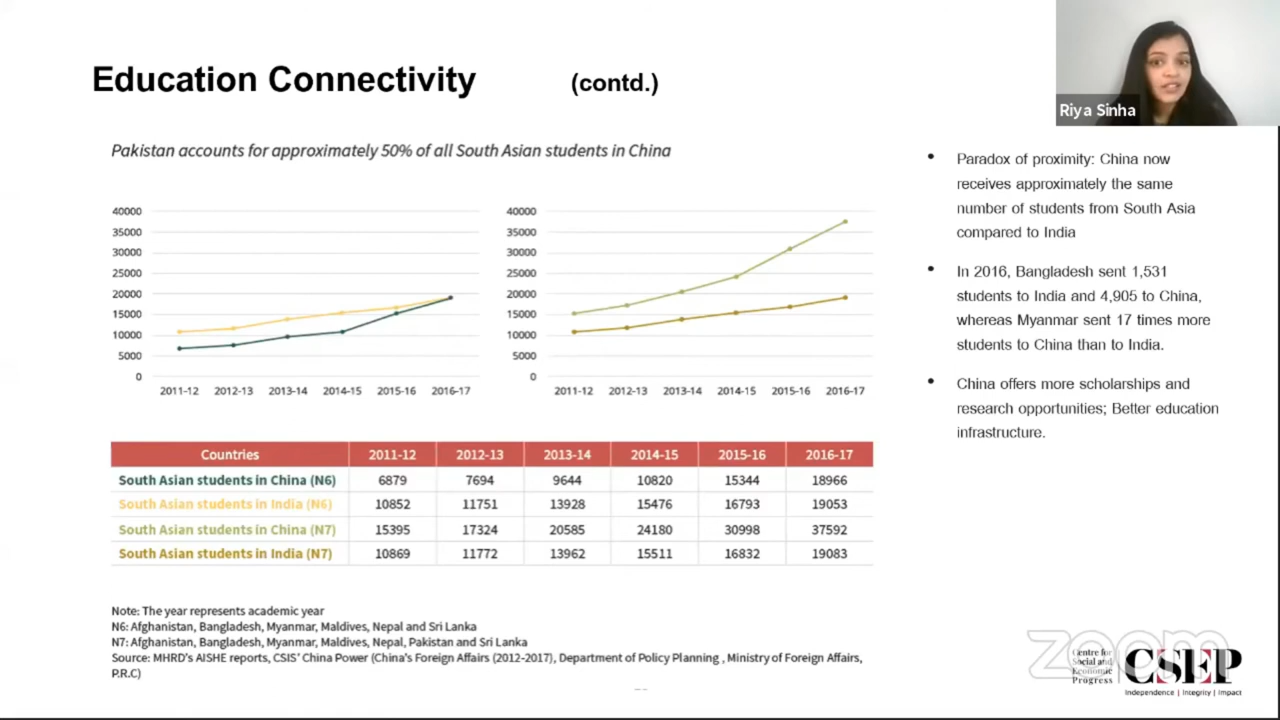 Education Connectivity (contd.)
Riya Sinha
Pakistan accounts for approximately 50% of all South Asian students in China
40000
35000
30000
25000
20000
15000
10000
5000
0
2011-12 2012-13 2013-14 2014-15 2015-16 2016-17
40000
35000
30000
25000
20000
15000
10000
5000
0
2011-12 2012-13 2013-14 2014-15 2015-16 2016-17
Countries 2011-12 2012-13 2013-14 2014-15 2015-16 2016-17
South Asian students in China (N6) 6879 7694 9644 10820 15344 18966
South Asian students in India (N6) 10852 11751 13928 15476 16793 19053
South Asian students in China (N7) 15395 17324 20585 24180 30998 37592
South Asian students in India (N7) 10869 11772 13962 15511 16832 19083
Note: The year represents academic year
N6: Afghanistan, Bangladesh, Myanmar, Maldives, Nepal and Sri Lanka
N7: Afghanistan, Bangladesh, Myanmar, Maldives, Nepal, Pakistan and Sri Lanka
Source: MHRD's AISHE reports, CSIS' China Power (China's Foreign Affairs (2012-2017), Department of Policy Planning , Ministry of Foreign Affairs,
P.R.C)
• Paradox of proximity: China now
receives approximately the same
number of students from South Asia
compared to India
• In 2016, Bangladesh sent 1,531
students to India and 4,905 to China,
whereas Myanmar sent 17 times more
students to China than to India.
• China offers more scholarships and
research opportunities; Better education
infrastructure.
zoom
Centre for
Social and
Economic
Progress
CSEP
Independence | Integrity | Impact